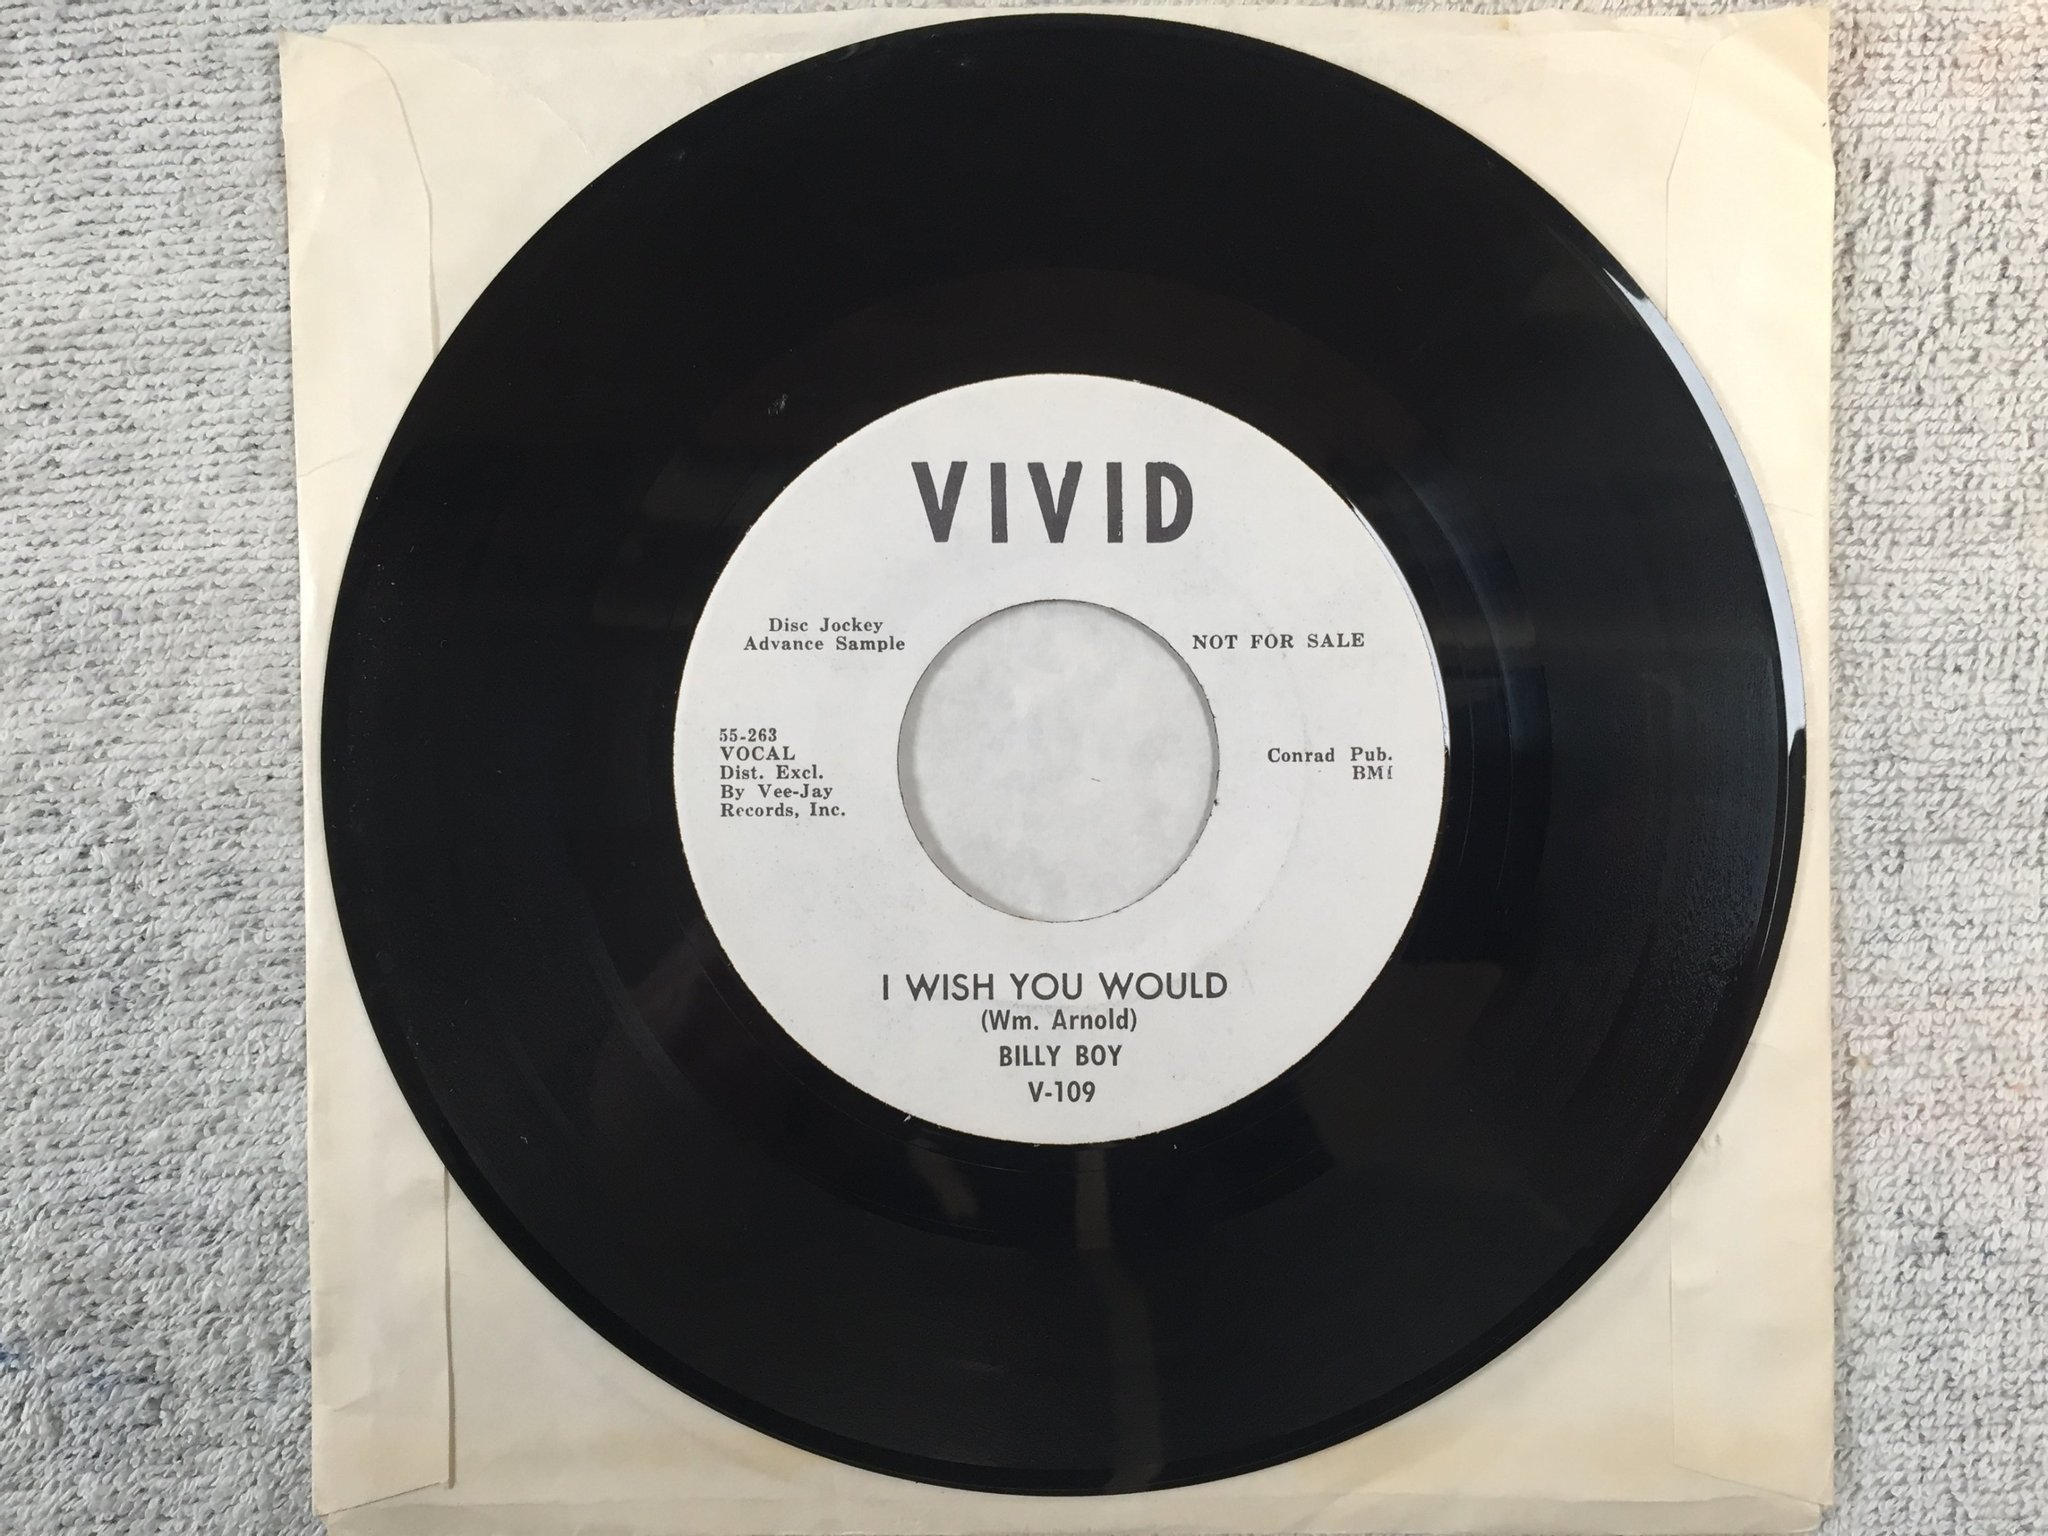 VIVID
Disc Jockey
Advance Sample
NOT FOR SALE
55-263
VOCAL
Dist. Excl.
By Vee-Jay
Records, Inc.
Conrad Pub.
BMI
I WISH YOU WOULD
(Wm. Arnold)
BILLY BOY
V-109